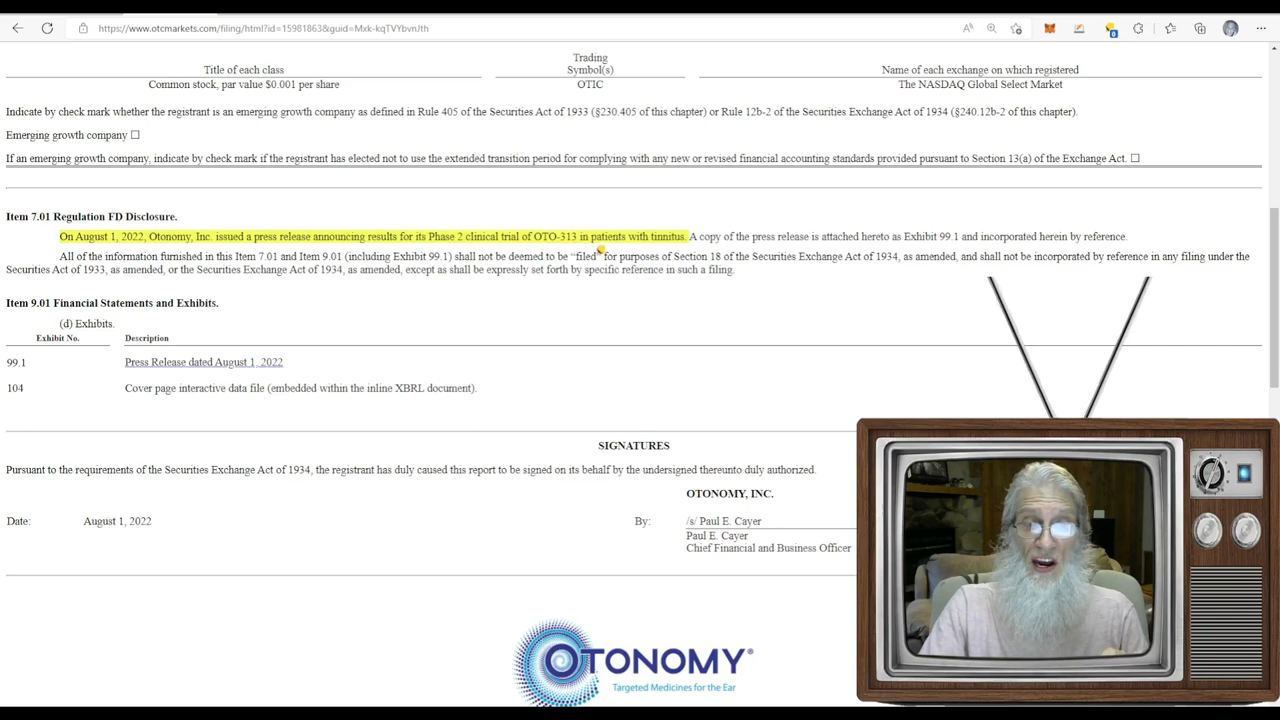 https://www.otcmarkets.com/filing/html?id=15981863&guid=Mxk-kqTVYbvnJth
Title of each class
Trading
Symbol(s)
Name of each exchange on which registered
Common stock, par value $0.001 per share
OTIC
The NASDAQ Global Select Market
Indicate by check mark whether the registrant is an emerging growth company as defined in Rule 405 of the Securities Act of 1933 (§230.405 of this chapter) or Rule 12b-2 of the Securities Exchange Act of 1934 (§240.12b-2 of this chapter).
Emerging growth company ☐
If an emerging growth company, indicate by check mark if the registrant has elected not to use the extended transition period for complying with any new or revised financial accounting standards provided pursuant to Section 13(a) of the Exchange Act. ☐
Item 7.01 Regulation FD Disclosure.
On August 1, 2022, Otonomy, Inc. issued a press release announcing results for its Phase 2 clinical trial of OTO-313 in patients with tinnitus. A copy of the press release is attached hereto as Exhibit 99.1 and incorporated herein by reference.
All of the information furnished in this Item 7.01 and Item 9.01 (including Exhibit 99.1) shall not be deemed to be “filed” for purposes of Section 18 of the Securities Exchange Act of 1934, as amended, and shall not be incorporated by reference in any filing under the
Securities Act of 1933, as amended, or the Securities Exchange Act of 1934, as amended, except as shall be expressly set forth by specific reference in such a filing.
Item 9.01 Financial Statements and Exhibits.
(d) Exhibits.
Exhibit No.
Description
99.1
Press Release dated August 1, 2022
104
Cover page interactive data file (embedded within the inline XBRL document).
SIGNATURES
Pursuant to the requirements of the Securities Exchange Act of 1934, the registrant has duly caused this report to be signed on its behalf by the undersigned thereunto duly authorized.
OTONOMY, INC.
Date:
August 1, 2022
By:
/s/ Paul E. Cayer
Paul E. Cayer
Chief Financial and Business Officer
OTONOMY®
Targeted Medicines for the Ear